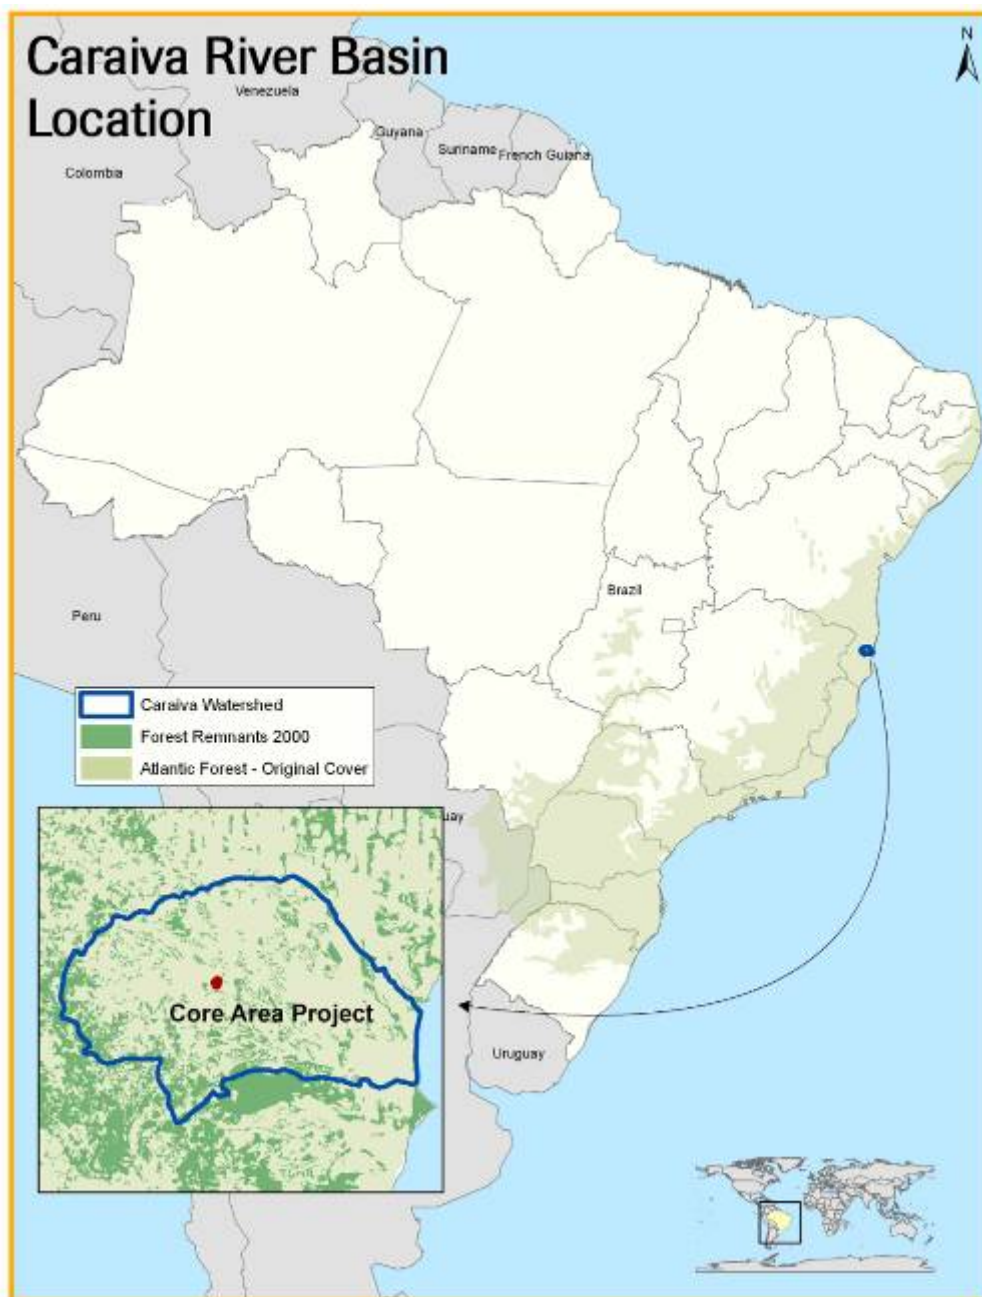 Caraiva River Basin
Location
N
Venezuela
Guyana
Suriname
French Guiana
Colombia
Brazil
Peru
Caraiva Watershed
Forest Remnants 2000
Atlantic Forest - Original Cover
uay
Core Area Project
Uruguay